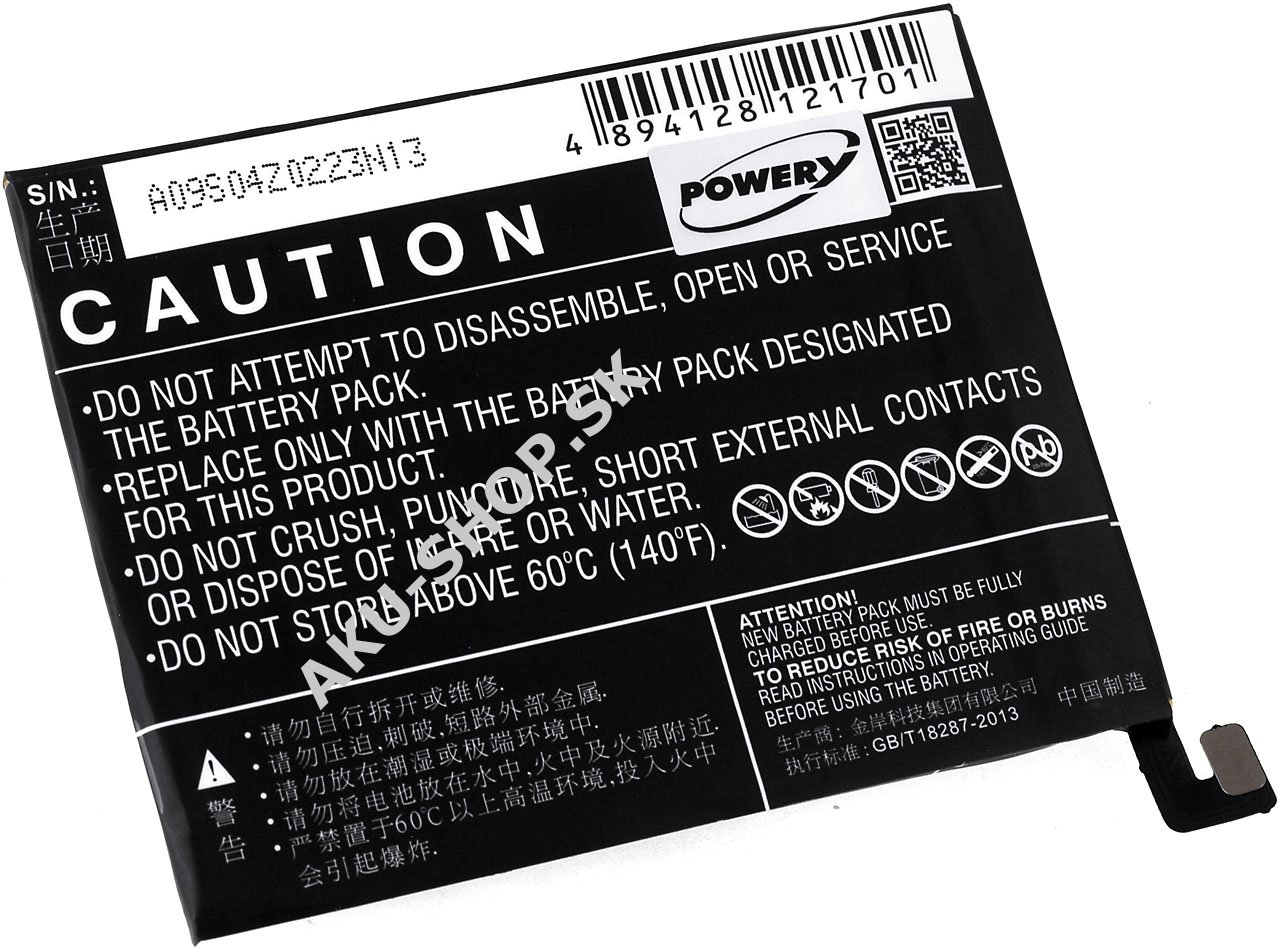 4 894128 121701
S/N.:
A09604Z0223N13
生产
日期
POWERY
CAUTION
•DO NOT ATTEMPT TO DISASSEMBLE, OPEN OR SERVICE
THE BATTERY PACK.
•REPLACE ONLY WITH THE BATTERY PACK DESIGNATED
FOR THIS PRODUCT.
•DO NOT CRUSH, PUNCTURE, SHORT EXTERNAL CONTACTS
OR DISPOSE OF IN FIRE OR WATER.
•DO NOT STORE ABOVE 60°C (140°F).
Pb
AKU-SHOP.SK
ATTENTION!
NEW BATTERY PACK MUST BE FULLY
CHARGED BEFORE USE.
TO REDUCE RISK OF FIRE OR BURNS
READ INSTRUCTIONS IN OPERATING GUIDE
BEFORE USING THE BATTERY.
生产商: 金岸科技集团有限公司 中国制造
执行标准: GB/T18287-2013
警
告
•请勿自行拆开或维修.
•请勿压迫,刺破,短路外部金属.
•请勿放在潮湿或极端环境中.
•请勿将电池放在水中,火中及火源附近.
•严禁置于60℃以上高温环境,投入火中
会引起爆炸.